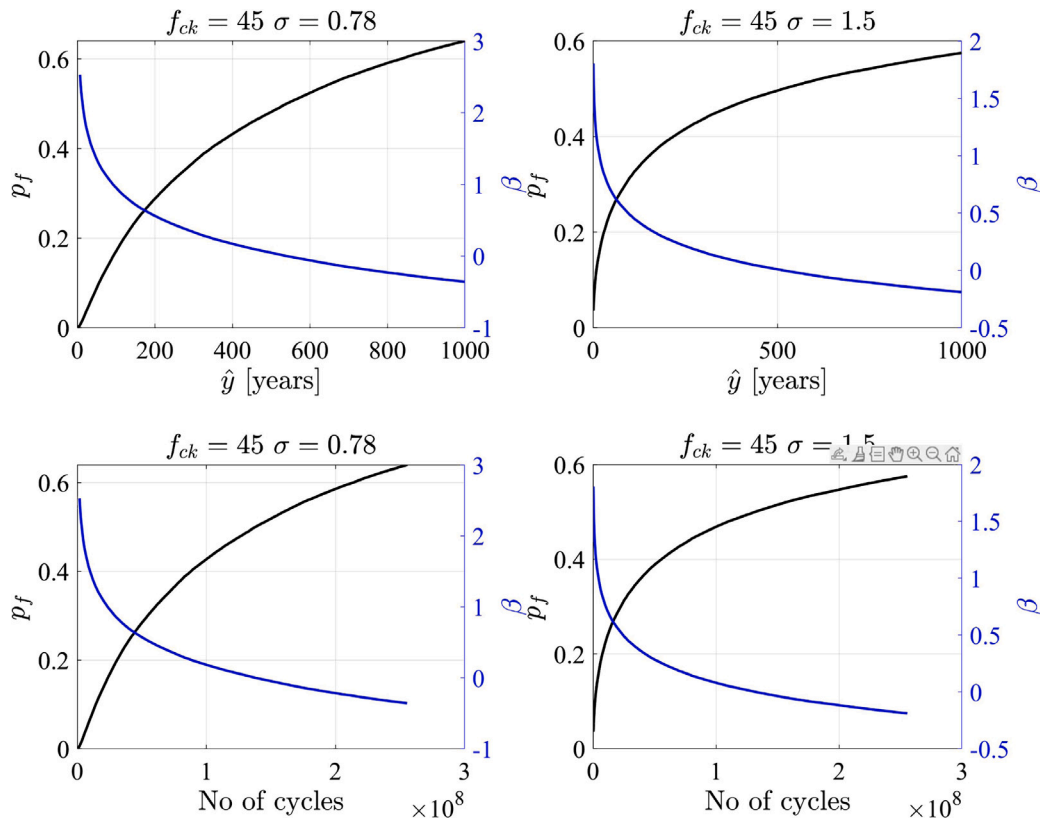 f_ck = 45 σ = 0.78
f_ck = 45 σ = 1.5
p_f
0.6
0.4
0.2
0
β
3
2
1
0
-1
0 200 400 600 800 1000
ŷ [years]
p_f
0.6
0.4
0.2
0
β
2
1.5
1
0.5
0
-0.5
0 500 1000
ŷ [years]
f_ck = 45 σ = 0.78
f_ck = 45 σ = 1.5
p_f
0.6
0.4
0.2
0
β
3
2
1
0
-1
0 1 2 3
No of cycles ×10^8
p_f
0.6
0.4
0.2
0
β
2
1.5
1
0.5
0
-0.5
0 1 2 3
No of cycles ×10^8